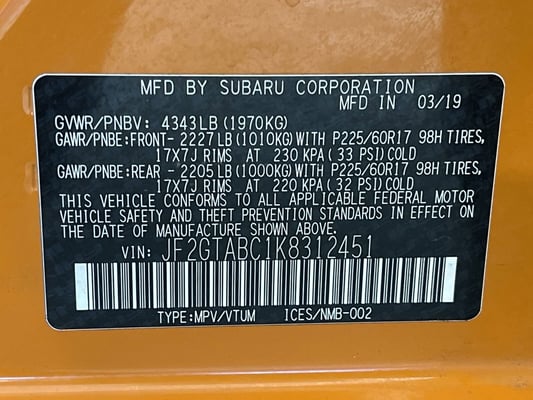 MFD BY SUBARU CORPORATION
MFD IN 03/19
GVWR/PNBV: 4343LB (1970KG)
GAWR/PNBE:FRONT- 2227LB (1010KG)WITH P225/60R17 98H TIRES,
17X7J RIMS AT 230 KPA (33 PSI)COLD
GAWR/PNBE:REAR - 2205LB (1000KG)WITH P225/60R17 98H TIRES,
17X7J RIMS AT 220 KPA (32 PSI)COLD
THIS VEHICLE CONFORMS TO ALL APPLICABLE FEDERAL MOTOR
VEHICLE SAFETY AND THEFT PREVENTION STANDARDS IN EFFECT ON
THE DATE OF MANUFACTURE SHOWN ABOVE.
VIN: JF2GTABC1K8312451
TYPE:MPV/VTUM ICES/NMB-002